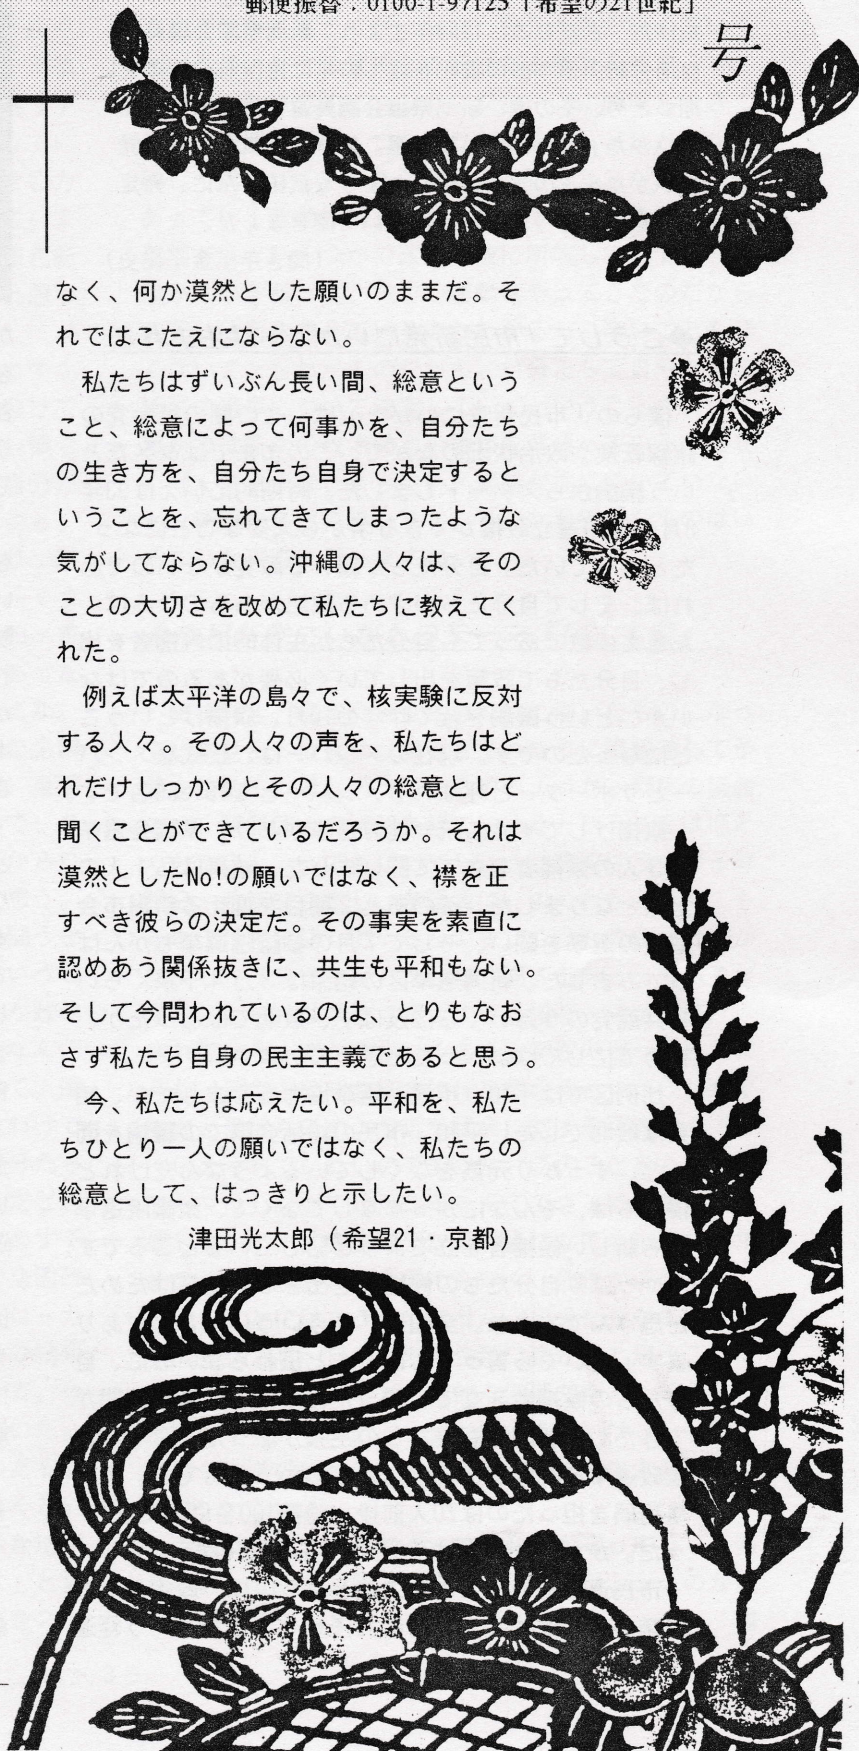 郵便振替：0100-1-97125「希望の21世紀」
号
なく、何か漠然とした願いのままだ。そ
れではこたえにならない。
　私たちはずいぶん長い間、総意という
こと、総意によって何事かを、自分たち
の生き方を、自分たち自身で決定すると
いうことを、忘れてきてしまったような
気がしてならない。沖縄の人々は、その
ことの大切さを改めて私たちに教えてく
れた。
　例えば太平洋の島々で、核実験に反対
する人々。その人々の声を、私たちはど
れだけしっかりとその人々の総意として
聞くことができているだろうか。それは
漠然としたNo!の願いではなく、襟を正
すべき彼らの決定だ。その事実を素直に
認めあう関係抜きに、共生も平和もない。
そして今問われているのは、とりもなお
さず私たち自身の民主主義であると思う。
　今、私たちは応えたい。平和を、私た
ちひとり一人の願いではなく、私たちの
総意として、はっきりと示したい。
津田光太郎（希望21・京都）